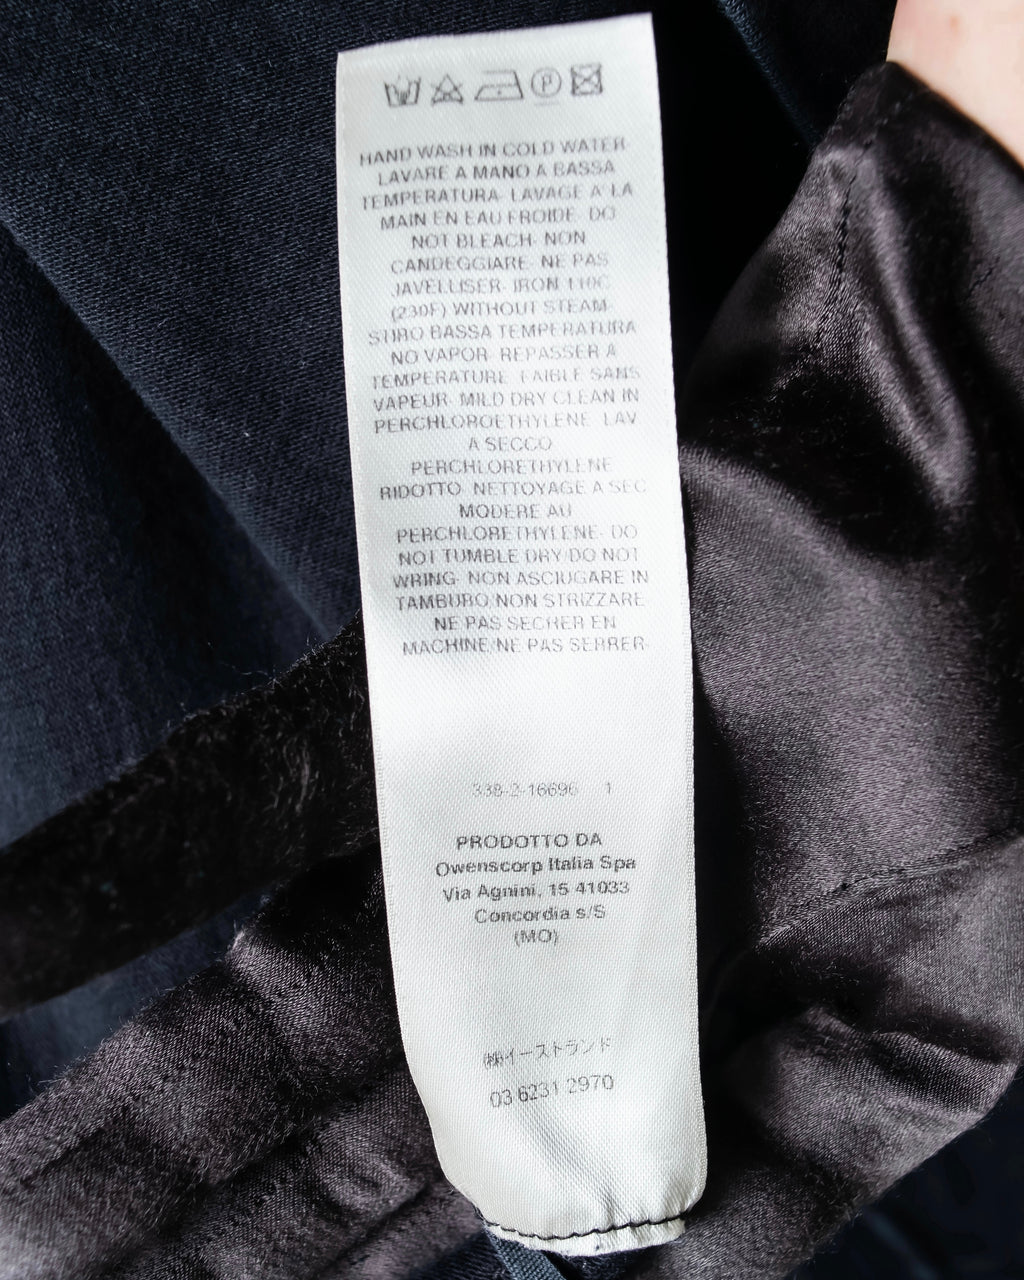 HAND WASH IN COLD WATER-
LAVARE A MANO A BASSA
TEMPERATURA- LAVAGE A LA
MAIN EN EAU FROIDE- DO
NOT BLEACH- NON
CANDEGGIARE- NE PAS
JAVELLISER- IRON 110C
(230F) WITHOUT STEAM-
STIRO BASSA TEMPERATURA
NO VAPOR- REPASSER A
TEMPERATURE FAIBLE SANS
VAPEUR- MILD DRY CLEAN IN
PERCHLOROETHYLENE- LAV
A SECCO
PERCHLORETHYLENE
RIDOTTO- NETTOYAGE A SEC
MODERE AU
PERCHLORETHYLENE- DO
NOT TUMBLE DRY/DO NOT
WRING- NON ASCIUGARE IN
TAMBURO/NON STRIZZARE
NE PAS SECHER EN
MACHINE/NE PAS SERRER-
338-2-16696 1
PRODOTTO DA
Owenscorp Italia Spa
Via Agnini, 15 41033
Concordia s/S
(MO)
㈱イーストランド
03 6231 2970